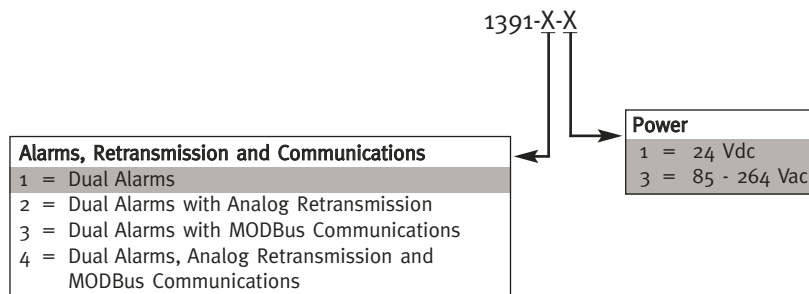 1391-X-X
Alarms, Retransmission and Communications
1 = Dual Alarms
2 = Dual Alarms with Analog Retransmission
3 = Dual Alarms with MODBus Communications
4 = Dual Alarms, Analog Retransmission and
MODBus Communications
Power
1 = 24 Vdc
3 = 85 - 264 Vac